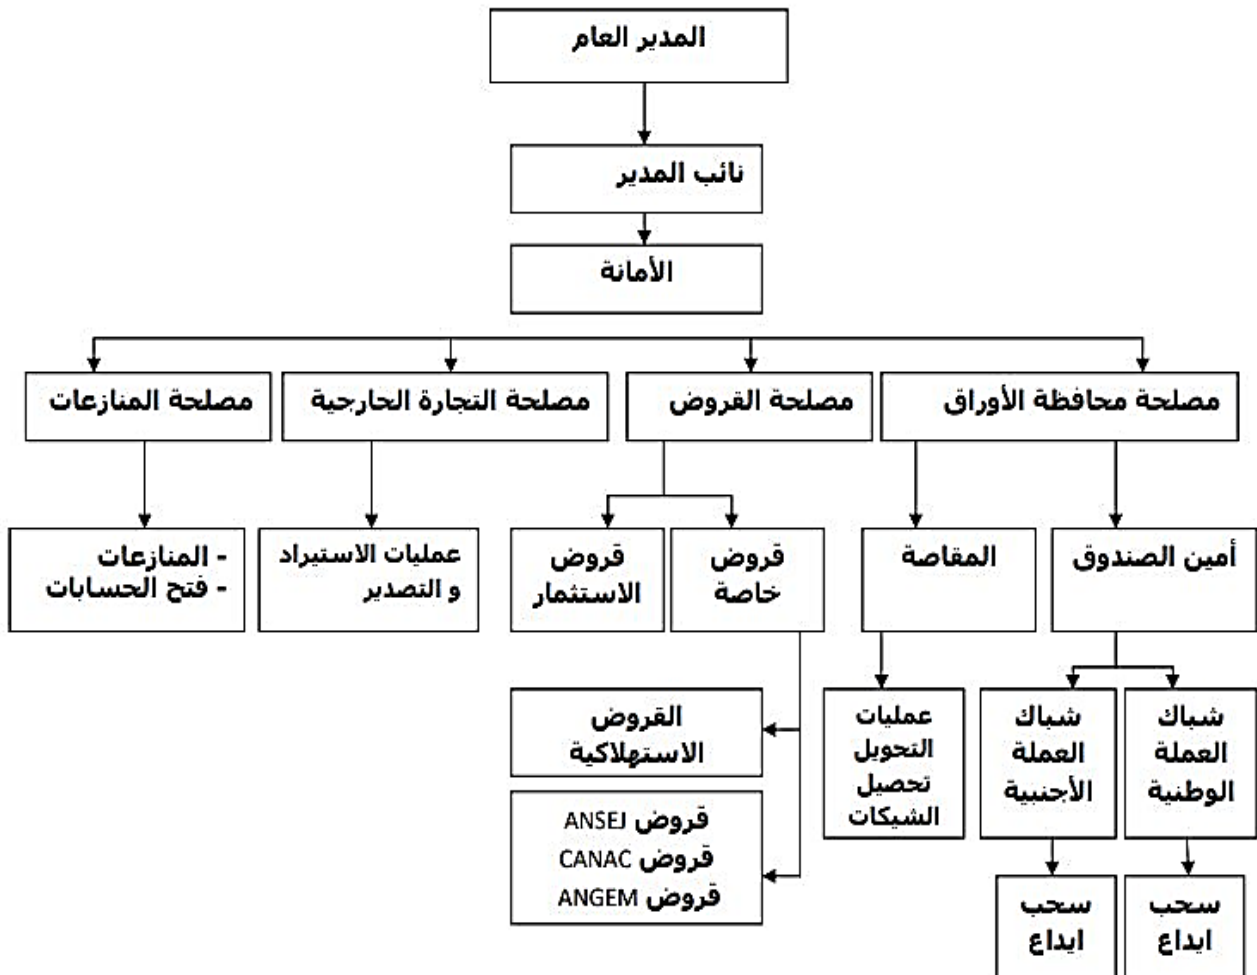 المدير العام
نائب المدير
الأمانة
مصلحة محافظة الأوراق
مصلحة القروض
مصلحة التجارة الخارجية
مصلحة المنازعات
أمين الصندوق
المقاصة
قروض
خاصة
قروض
الاستثمار
عمليات الاستيراد
و التصدير
- المنازعات
- فتح الحسابات
شباك
العملة
الوطنية
شباك
العملة
الأجنبية
عمليات
التحويل
تحصيل
الشيكات
القروض
الاستهلاكية
قروض ANSEJ
قروض CANAC
قروض ANGEM
سحب
ايداع
سحب
ايداع